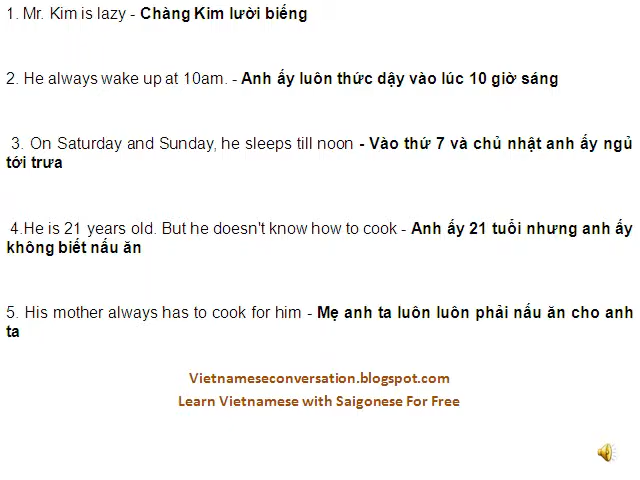 1. Mr. Kim is lazy - Chàng Kim lười biếng
2. He always wake up at 10am. - Anh ấy luôn thức dậy vào lúc 10 giờ sáng
3. On Saturday and Sunday, he sleeps till noon - Vào thứ 7 và chủ nhật anh ấy ngủ
tới trưa
4.He is 21 years old. But he doesn't know how to cook - Anh ấy 21 tuổi nhưng anh ấy
không biết nấu ăn
5. His mother always has to cook for him - Mẹ anh ta luôn luôn phải nấu ăn cho anh
ta
Vietnameseconversation.blogspot.com
Learn Vietnamese with Saigonese For Free